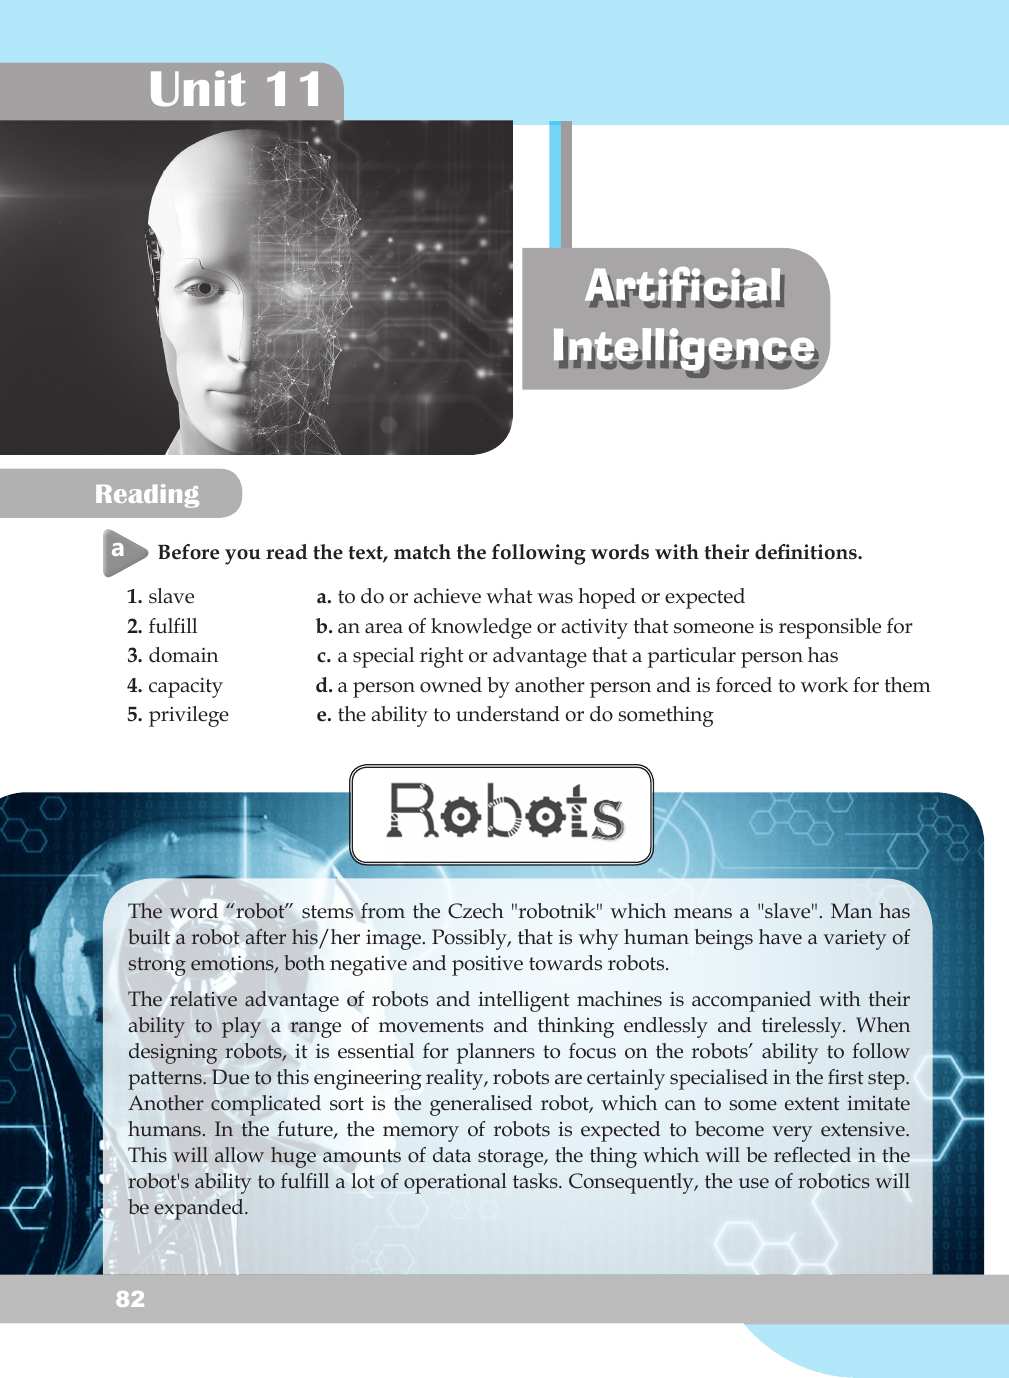 Unit 11
Artificial
Intelligence
Reading
a Before you read the text, match the following words with their definitions.
1. slave a. to do or achieve what was hoped or expected
2. fulfill b. an area of knowledge or activity that someone is responsible for
3. domain c. a special right or advantage that a particular person has
4. capacity d. a person owned by another person and is forced to work for them
5. privilege e. the ability to understand or do something
Robots
The word “robot” stems from the Czech "robotnik" which means a "slave". Man has
built a robot after his/her image. Possibly, that is why human beings have a variety of
strong emotions, both negative and positive towards robots.
The relative advantage of robots and intelligent machines is accompanied with their
ability to play a range of movements and thinking endlessly and tirelessly. When
designing robots, it is essential for planners to focus on the robots’ ability to follow
patterns. Due to this engineering reality, robots are certainly specialised in the first step.
Another complicated sort is the generalised robot, which can to some extent imitate
humans. In the future, the memory of robots is expected to become very extensive.
This will allow huge amounts of data storage, the thing which will be reflected in the
robot's ability to fulfill a lot of operational tasks. Consequently, the use of robotics will
be expanded.
82